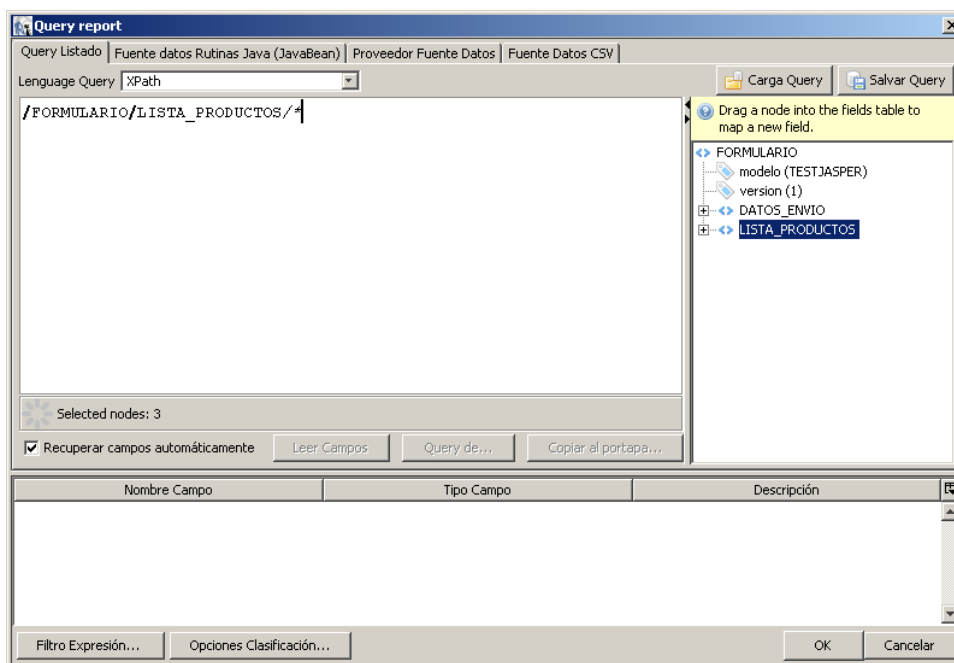 Query report
Query Listado
Fuente datos Rutinas Java (JavaBean)
Proveedor Fuente Datos
Fuente Datos CSV
Lenguage Query
XPath
Carga Query
Salvar Query
/FORMULARIO/LISTA_PRODUCTOS/*
Drag a node into the fields table to
map a new field.
FORMULARIO
modelo (TESTJASPER)
version (1)
DATOS_ENVIO
LISTA_PRODUCTOS
Selected nodes: 3
Recuperar campos automáticamente
Leer Campos
Query de...
Copiar al portapa...
Nombre Campo
Tipo Campo
Descripción
Filtro Expresión...
Opciones Clasificación...
OK
Cancelar